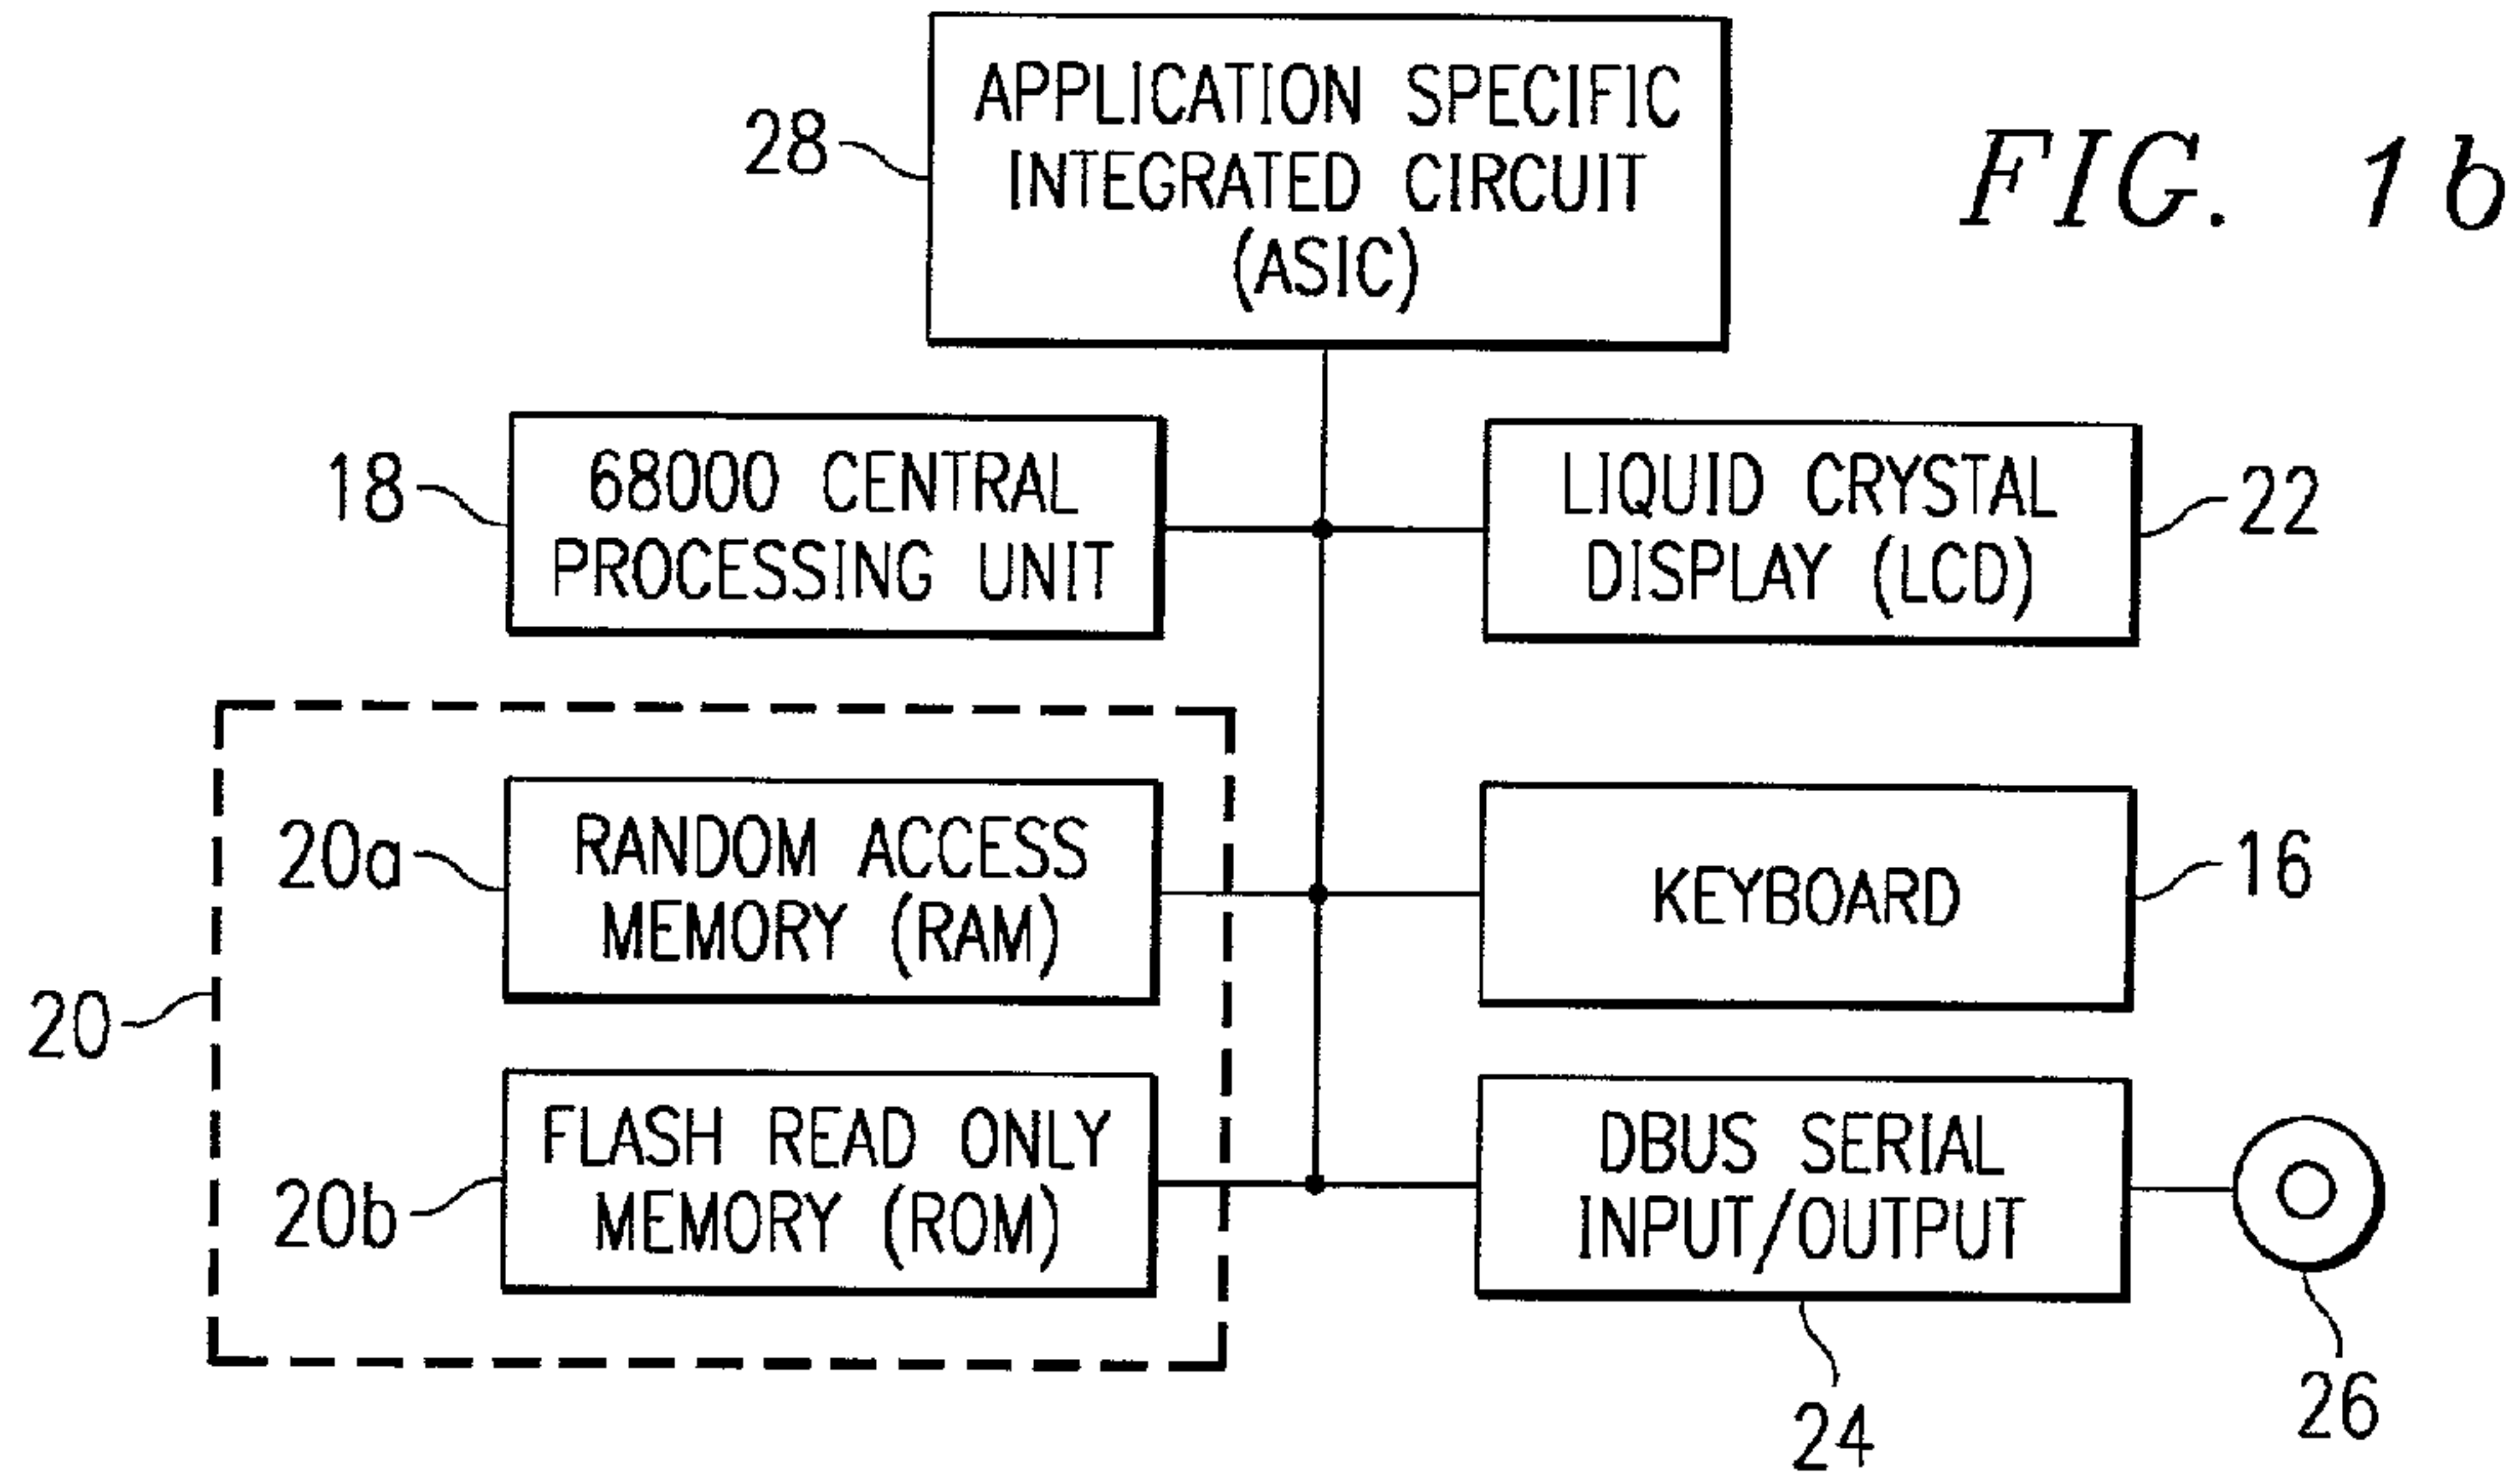 APPLICATION SPECIFIC
INTEGRATED CIRCUIT
(ASIC)
28
FIG. 1b
68000 CENTRAL
PROCESSING UNIT
18
LIQUID CRYSTAL
DISPLAY (LCD)
22
RANDOM ACCESS
MEMORY (RAM)
20a
KEYBOARD
16
20
FLASH READ ONLY
MEMORY (ROM)
20b
DBUS SERIAL
INPUT/OUTPUT
24
26